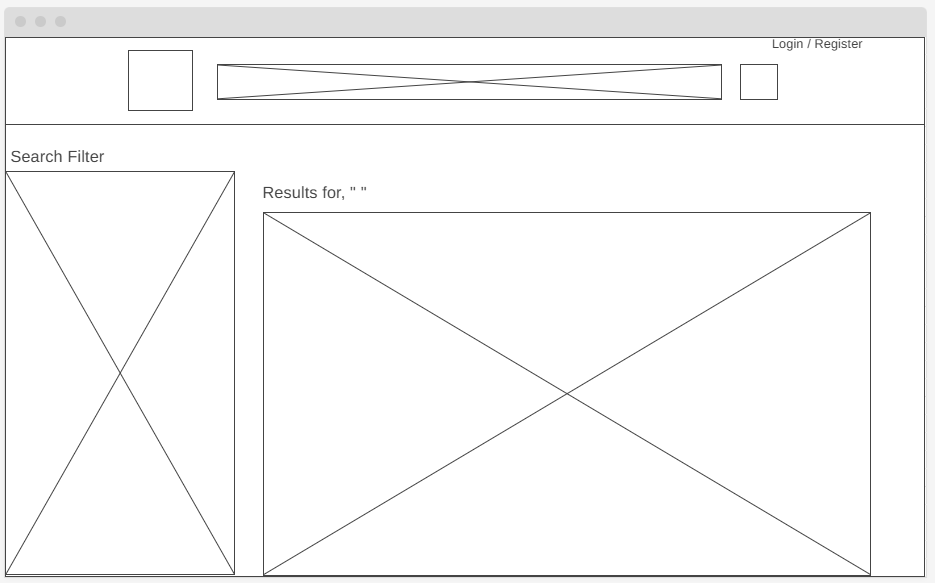 Login / Register
Search Filter
Results for, " "